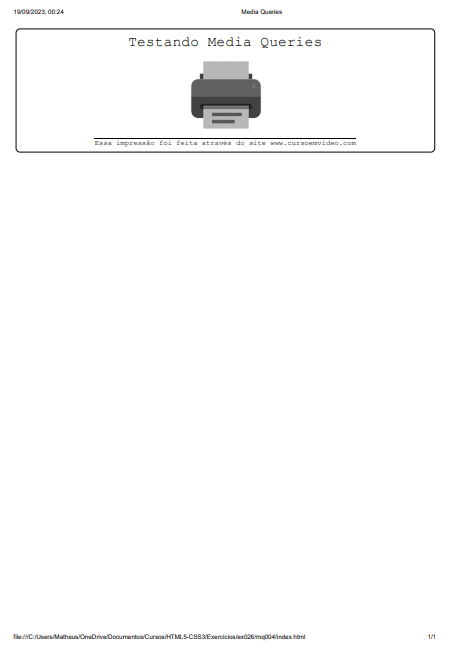 19/09/2023, 00:24
Media Queries
Testando Media Queries
Essa impressão foi feita através do site www.cursoemvideo.com
file:///C:/Users/Matheus/OneDrive/Documentos/Cursos/HTML5-CSS3/Exercícios/ex026/mq004/index.html
1/1